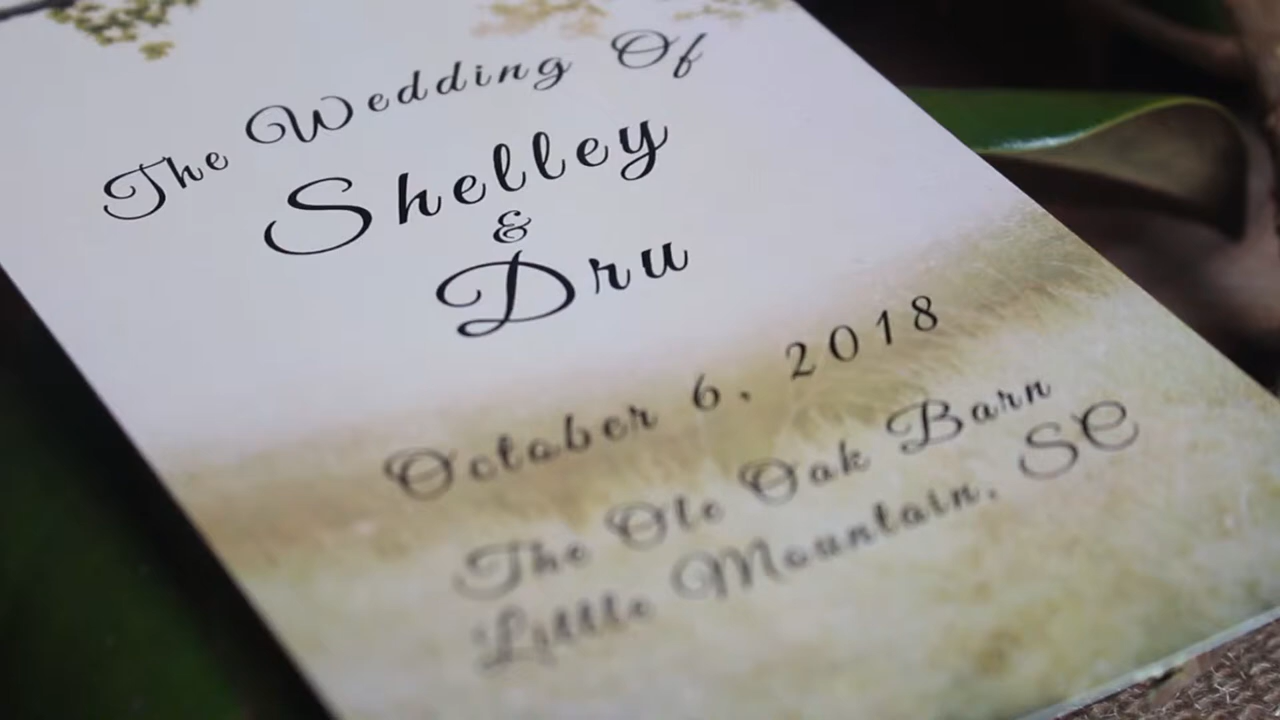 The Wedding Of
Shelley
&
Dru
October 6, 2018
The Ole Oak Barn
Little Mountain, SC